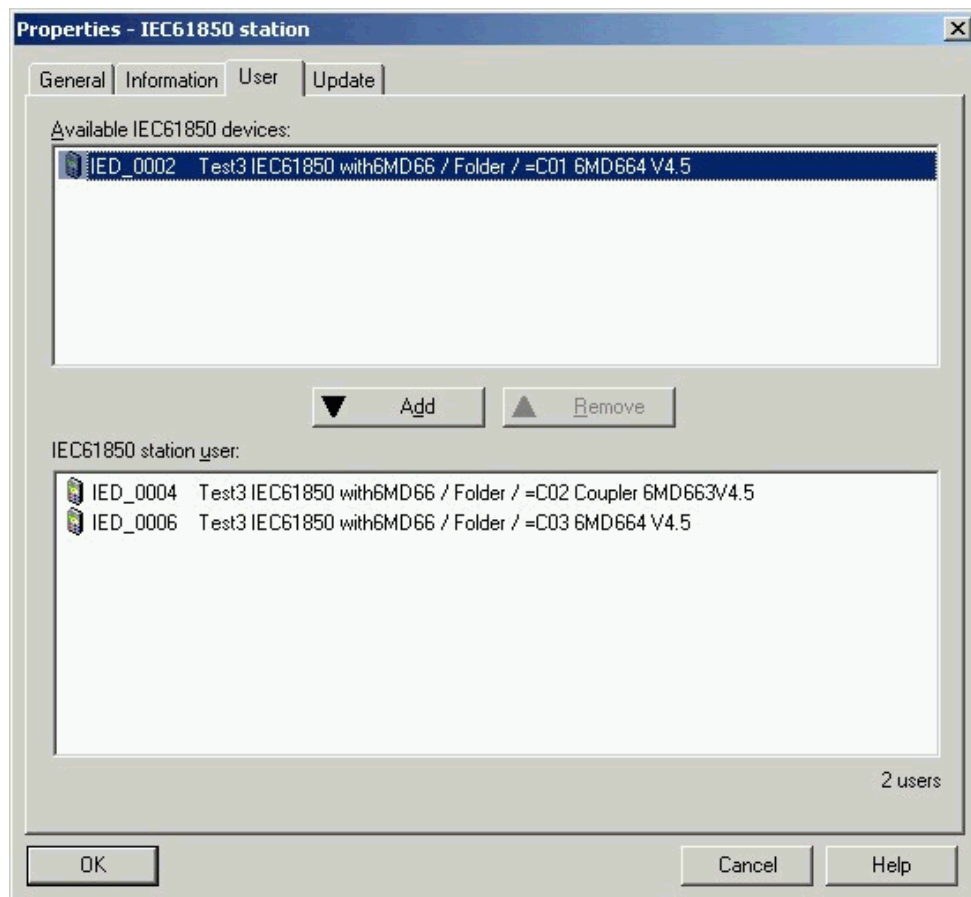 Properties - IEC61850 station
General Information User Update
Available IEC61850 devices:
IED_0002 Test3 IEC61850 with6MD66 / Folder / =C01 6MD664 V4.5
Add Remove
IEC61850 station user:
IED_0004 Test3 IEC61850 with6MD66 / Folder / =C02 Coupler 6MD663V4.5
IED_0006 Test3 IEC61850 with6MD66 / Folder / =C03 6MD664 V4.5
2 users
OK Cancel Help